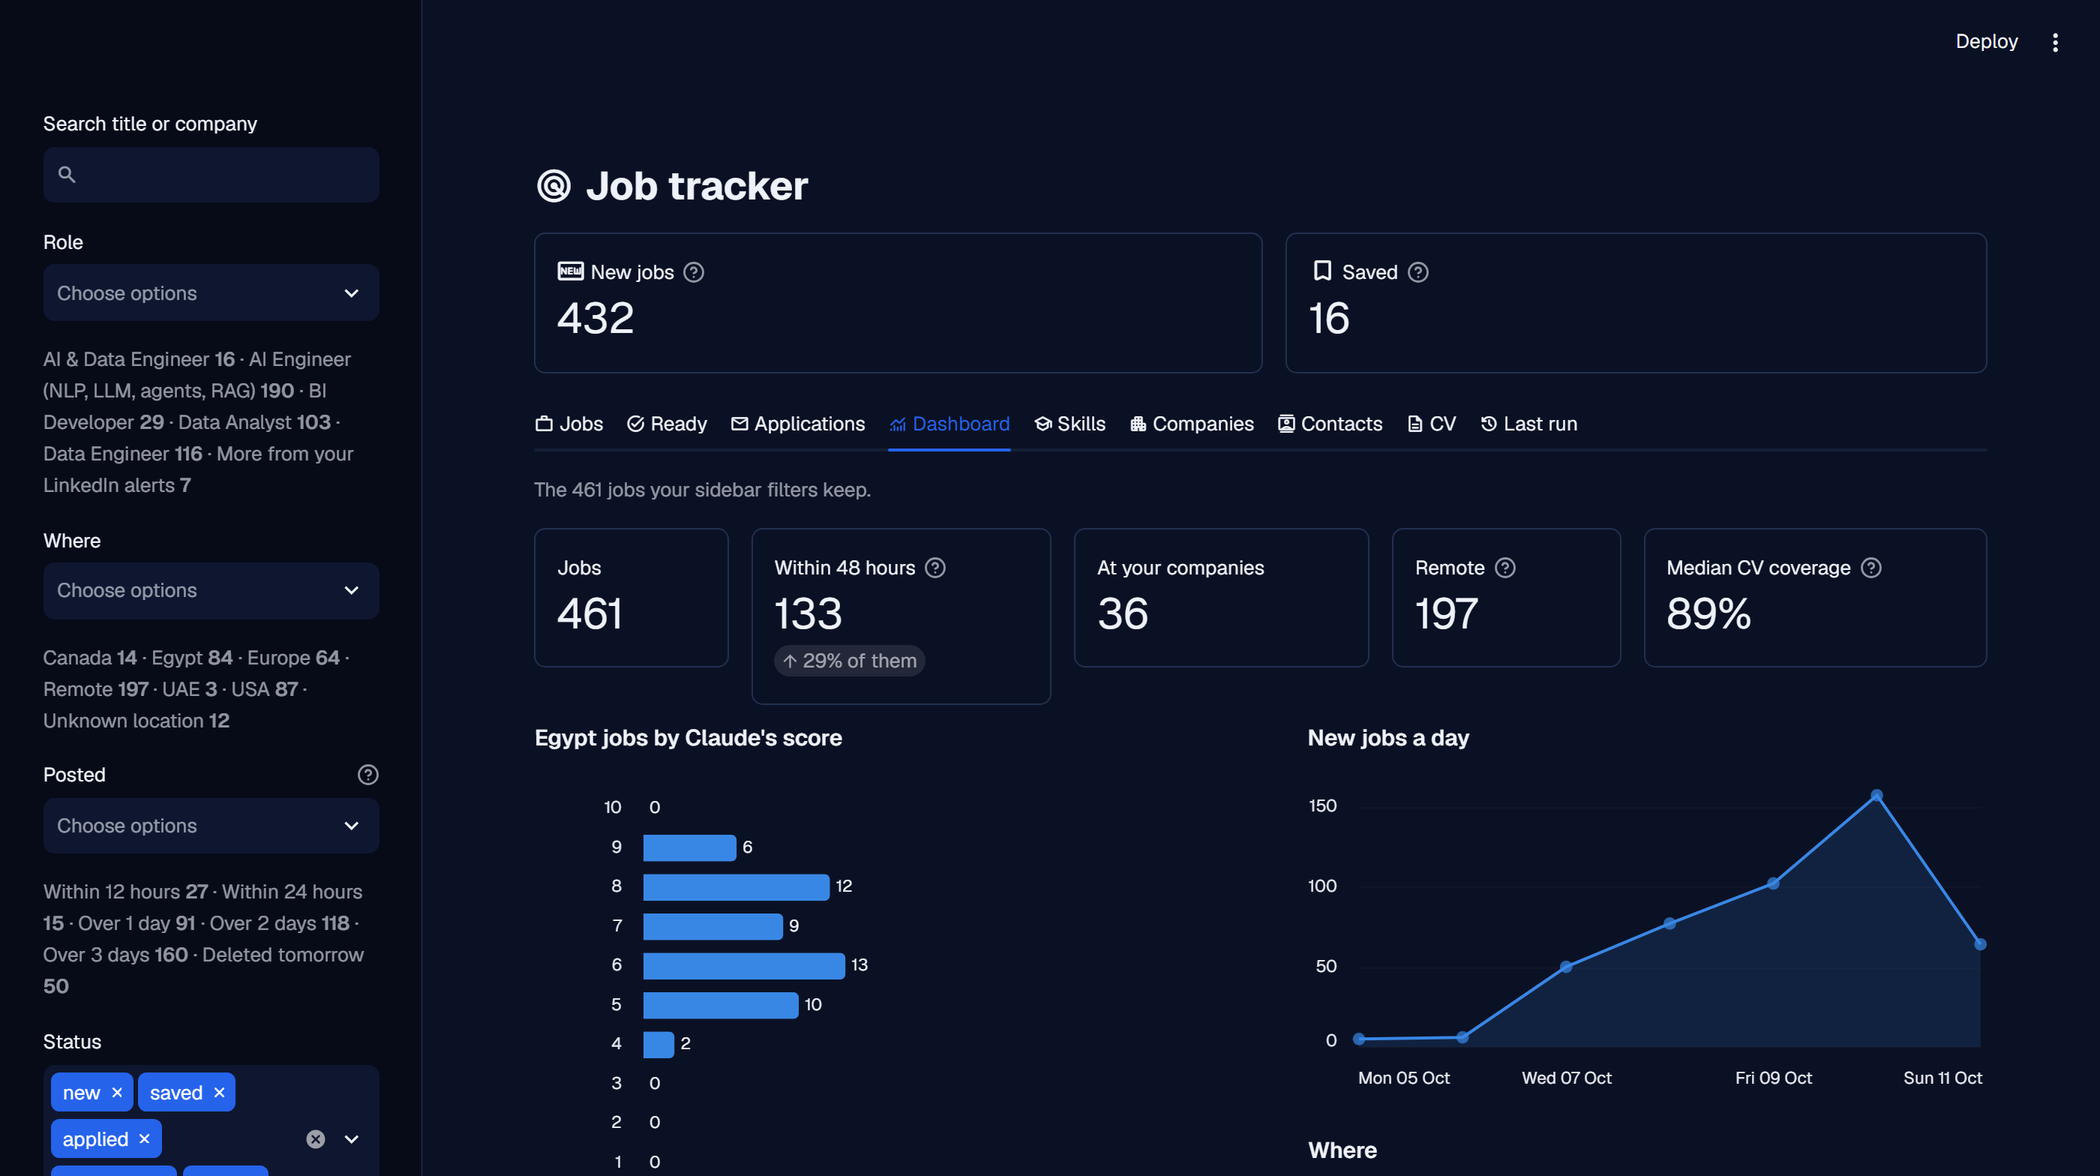 Deploy
Search title or company
Role
Choose options
AI & Data Engineer 16 · AI Engineer
(NLP, LLM, agents, RAG) 190 · BI
Developer 29 · Data Analyst 103 ·
Data Engineer 116 · More from your
LinkedIn alerts 7
Where
Choose options
Canada 14 · Egypt 84 · Europe 64 ·
Remote 197 · UAE 3 · USA 87 ·
Unknown location 12
Posted
Choose options
Within 12 hours 27 · Within 24 hours
15 · Over 1 day 91 · Over 2 days 118 ·
Over 3 days 160 · Deleted tomorrow
50
Status
new
saved
applied
Job tracker
NEW New jobs
432
Saved
16
Jobs Ready Applications Dashboard Skills Companies Contacts CV Last run
The 461 jobs your sidebar filters keep.
Jobs
461
Within 48 hours
133
↑ 29% of them
At your companies
36
Remote
197
Median CV coverage
89%
Egypt jobs by Claude's score
10 0
9 6
8 12
7 9
6 13
5 10
4 2
3 0
2 0
1 0
New jobs a day
150
100
50
0
Mon 05 Oct Wed 07 Oct Fri 09 Oct Sun 11 Oct
Where